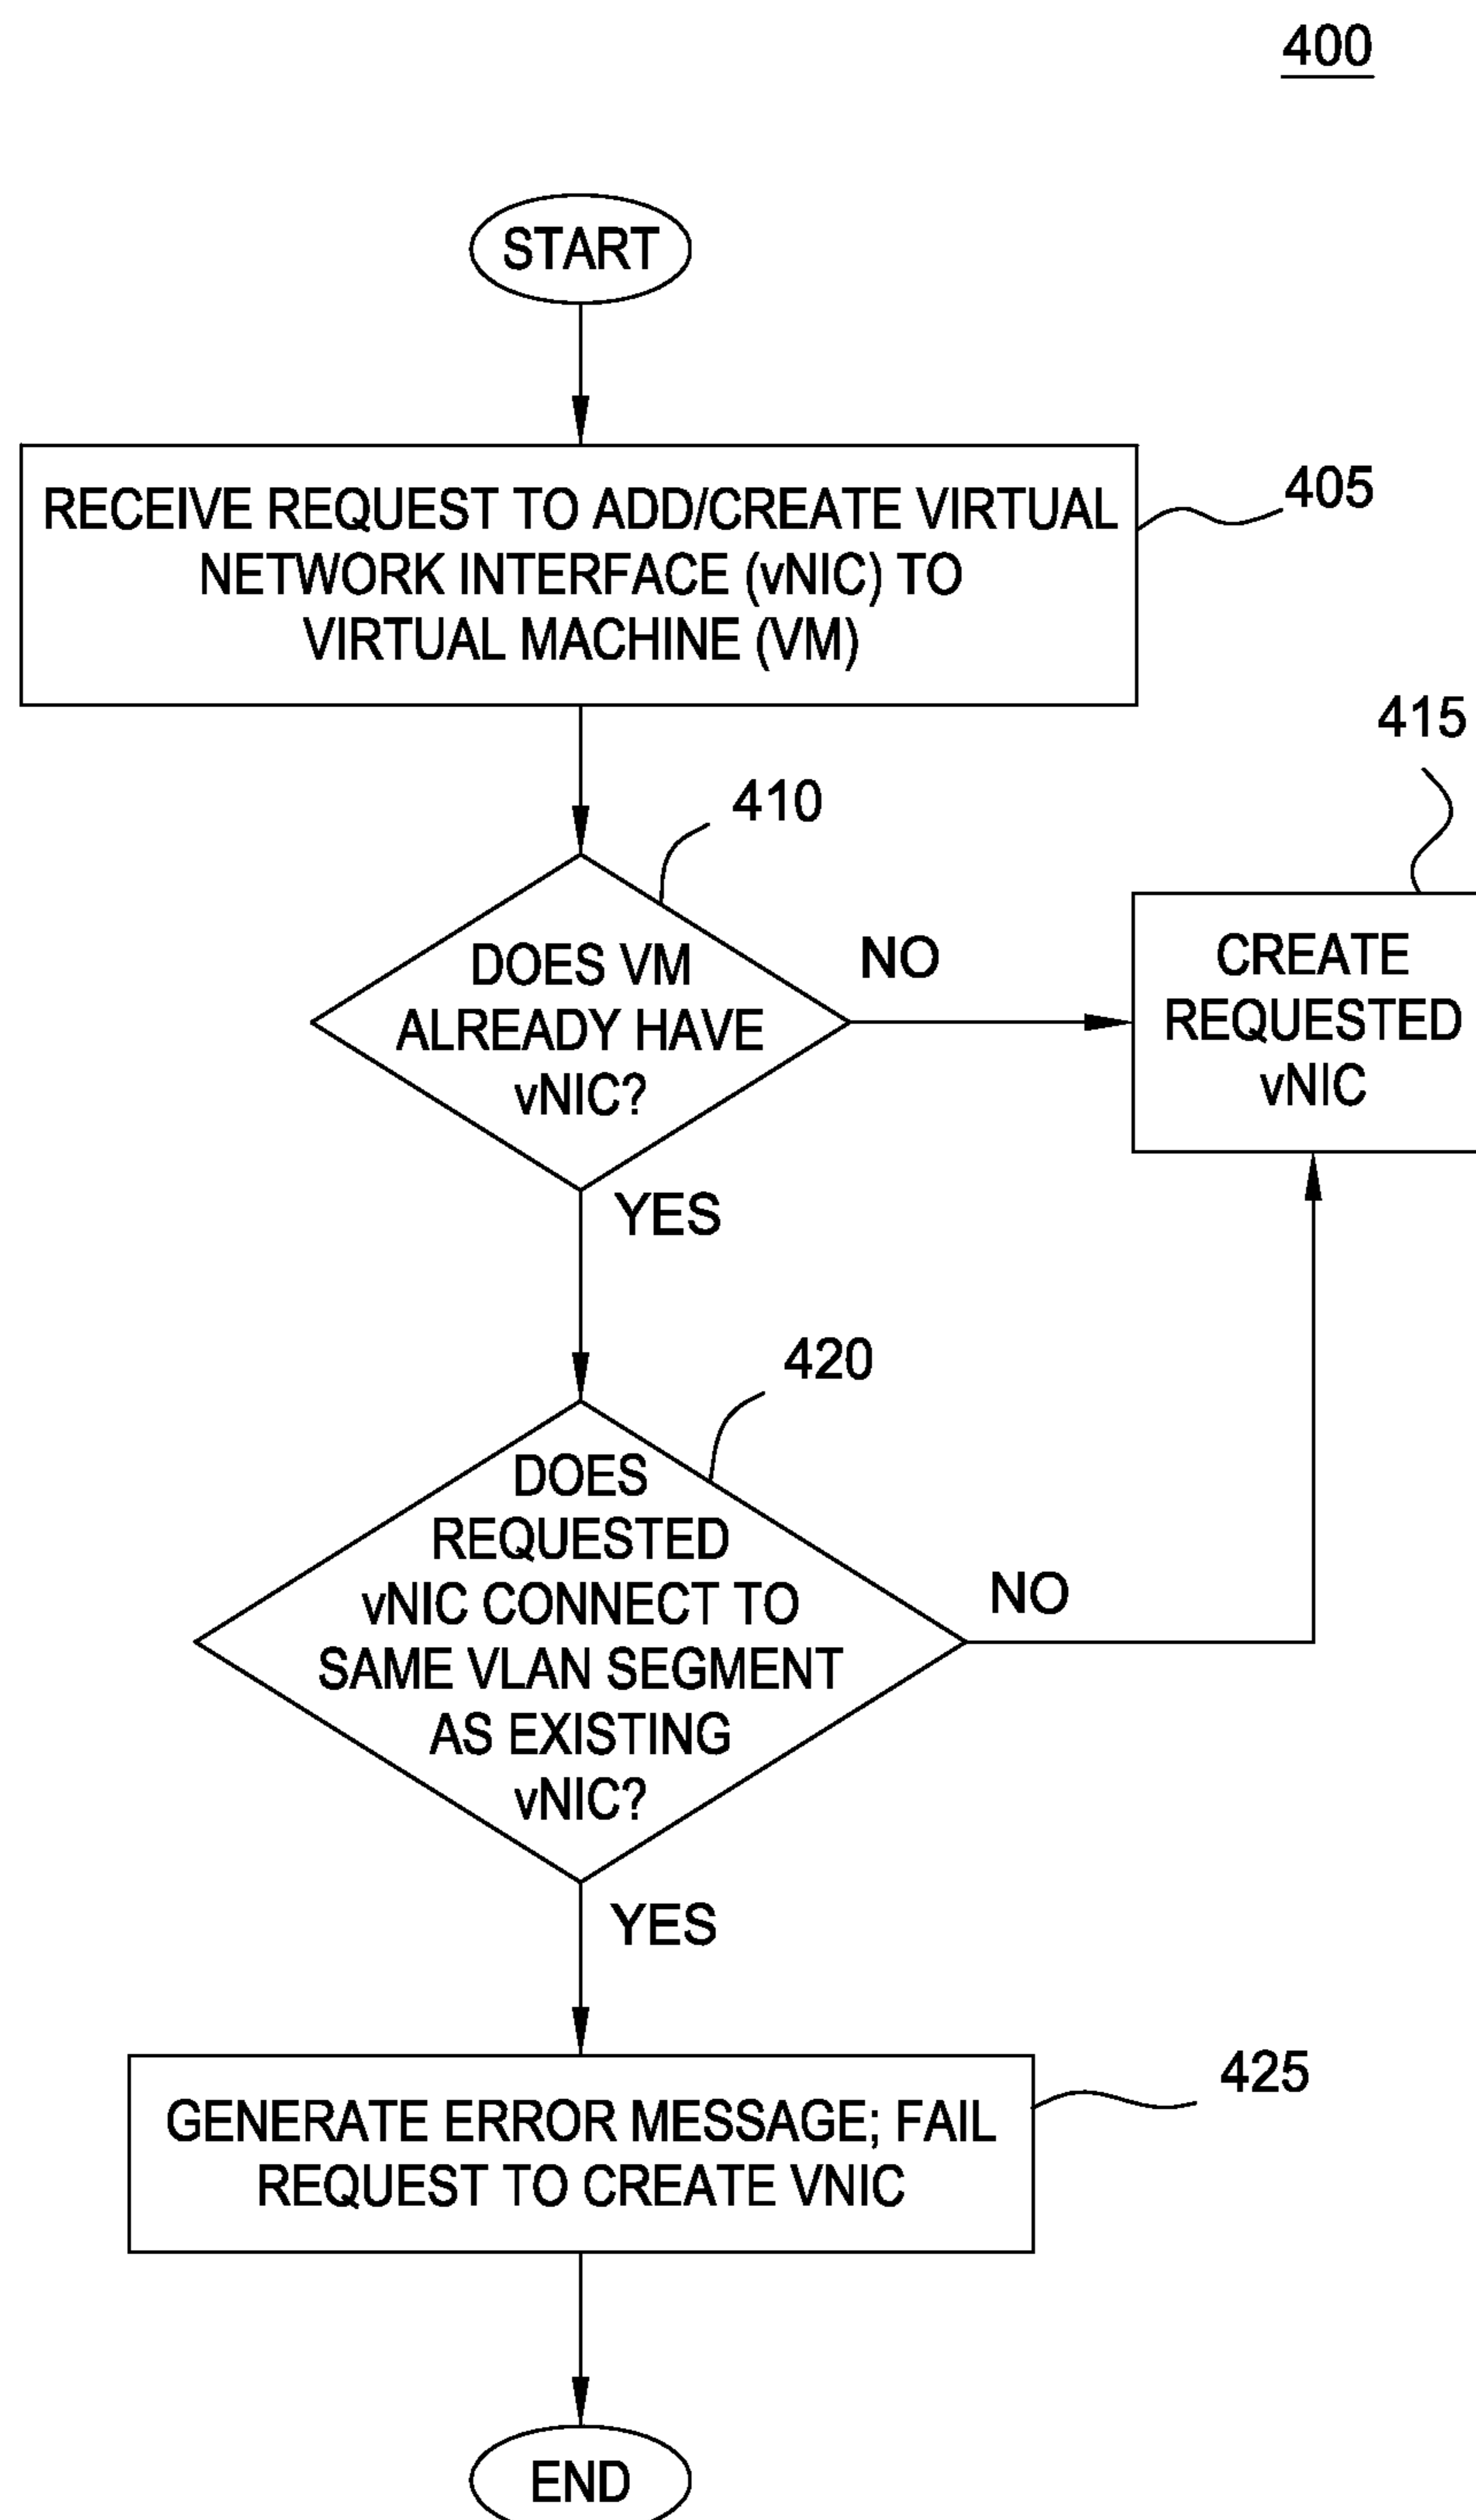 400
START
RECEIVE REQUEST TO ADD/CREATE VIRTUAL
NETWORK INTERFACE (vNIC) TO
VIRTUAL MACHINE (VM)
405
410
DOES VM
ALREADY HAVE
vNIC?
NO
415
CREATE
REQUESTED
vNIC
YES
420
DOES
REQUESTED
vNIC CONNECT TO
SAME VLAN SEGMENT
AS EXISTING
vNIC?
NO
YES
GENERATE ERROR MESSAGE; FAIL
REQUEST TO CREATE VNIC
425
END